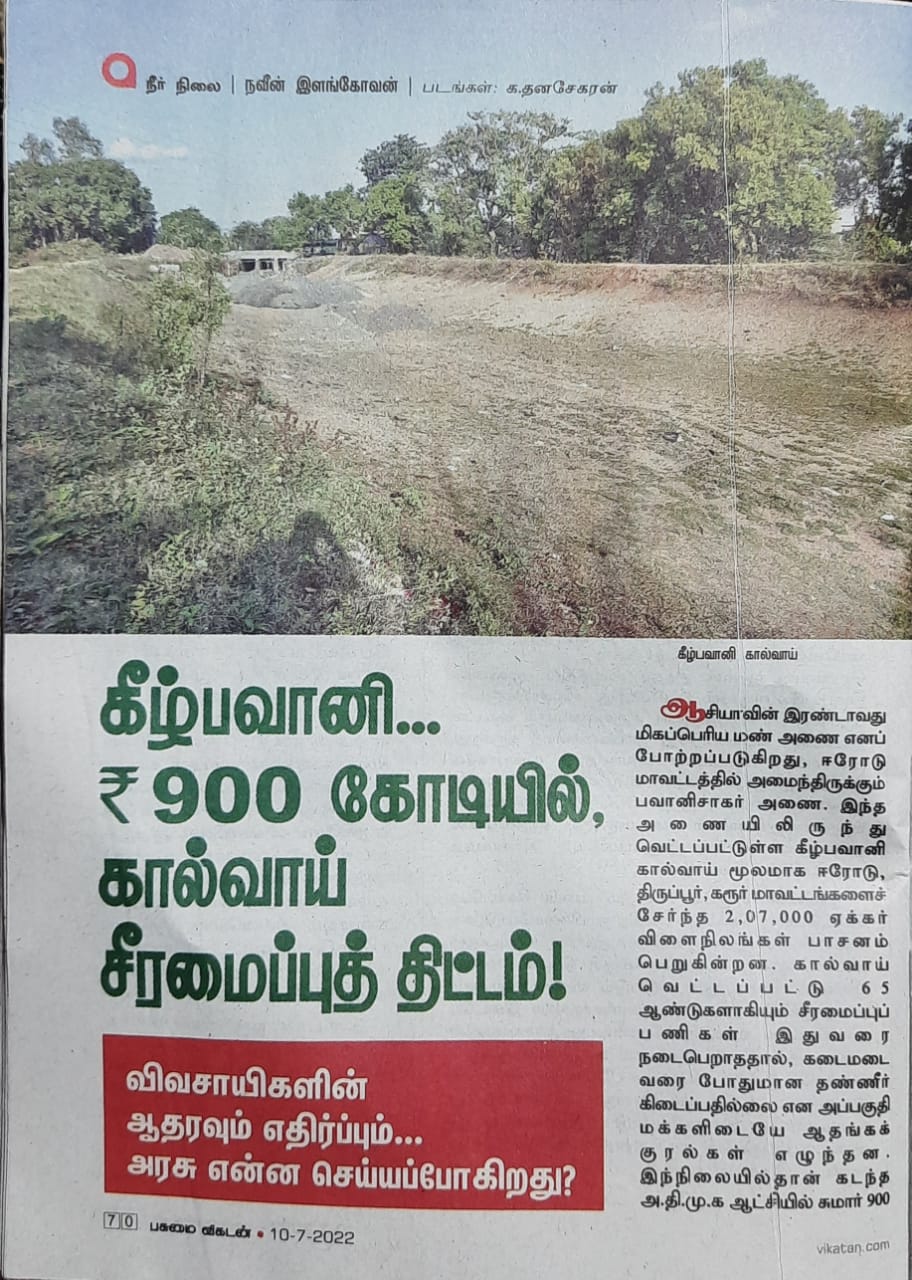 நீர் நிலை | நவீன் இளங்கோவன் | படங்கள்: க.தனசேகரன்
கீழ்பவானி கால்வாய்
கீழ்பவானி...
₹ 900 கோடியில்,
கால்வாய்
சீரமைப்புத் திட்டம்!
விவசாயிகளின்
ஆதரவும் எதிர்ப்பும்...
அரசு என்ன செய்யப்போகிறது?
ஆசியாவின் இரண்டாவது
மிகப்பெரிய மண் அணை எனப்
போற்றப்படுகிறது, ஈரோடு
மாவட்டத்தில் அமைந்திருக்கும்
பவானிசாகர் அணை. இந்த
அணையிலிருந்து
வெட்டப்பட்டுள்ள கீழ்பவானி
கால்வாய் மூலமாக ஈரோடு,
திருப்பூர், கரூர் மாவட்டங்களைச்
சேர்ந்த 2,07,000 ஏக்கர்
விளைநிலங்கள் பாசனம்
பெறுகின்றன. கால்வாய்
வெட்டப்பட்டு 65
ஆண்டுகளாகியும் சீரமைப்புப்
பணிகள் இதுவரை
நடைபெறாததால், கடைமடை
வரை போதுமான தண்ணீர்
கிடைப்பதில்லை என அப்பகுதி
மக்களிடையே ஆதங்கக்
குரல்கள் எழுந்தன.
இந்நிலையில்தான் கடந்த
அ.தி.மு.க ஆட்சியில் சுமார் 900
70 பசுமை விகடன் • 10-7-2022
vikatan.com